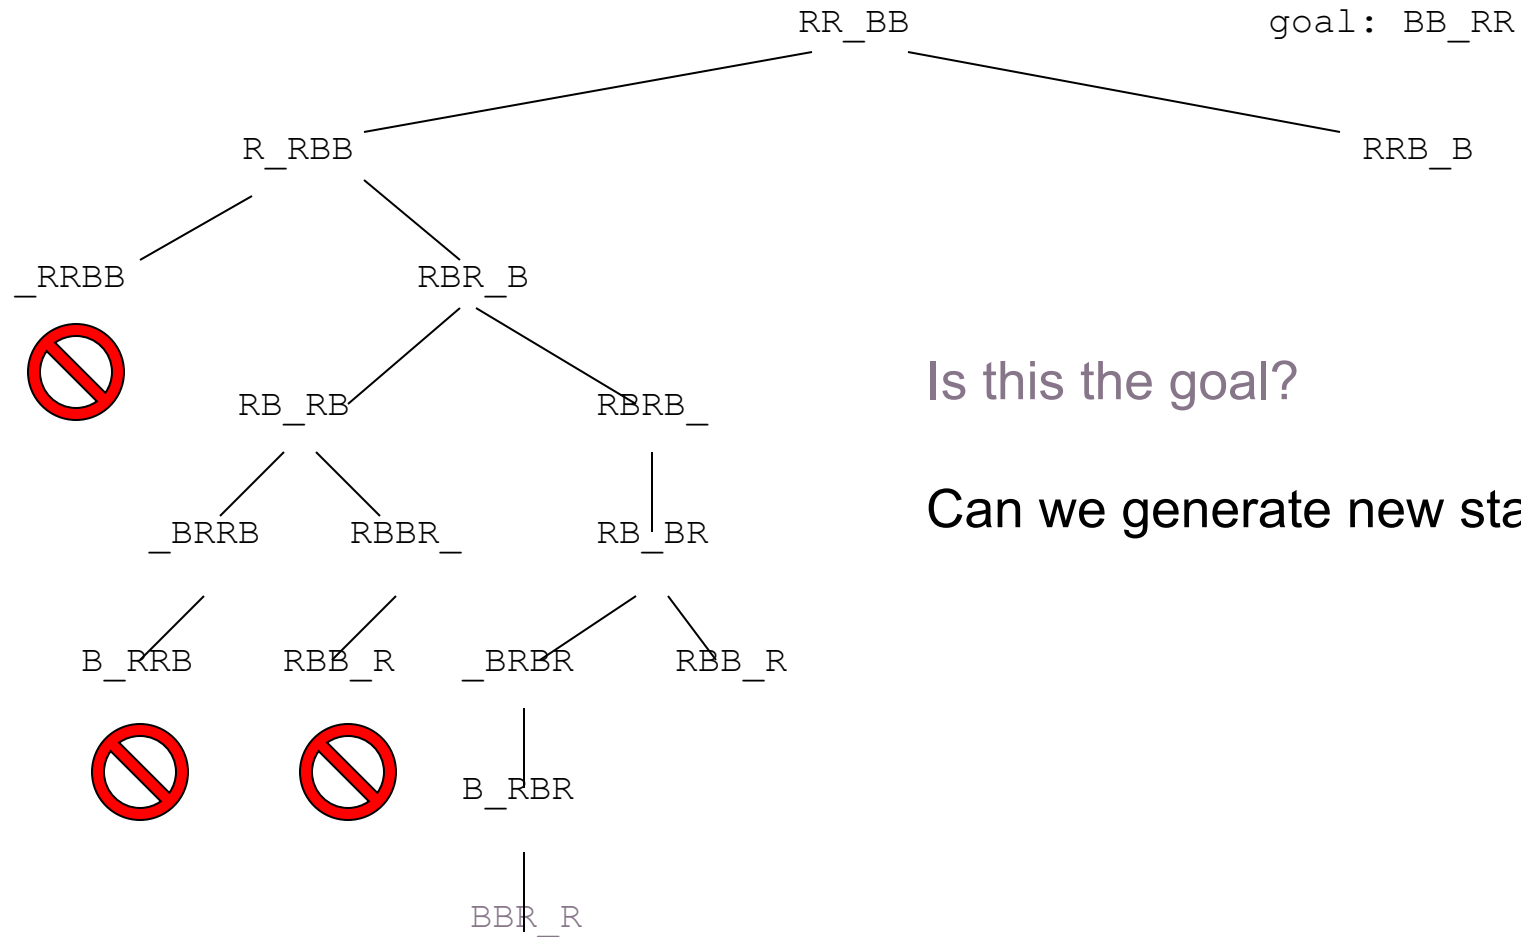 RR_BB
goal: BB_RR
R_RBB
RRB_B
_RRBB
RBR_B
Is this the goal?
RB_RB
RBRB_
Can we generate new sta
_BRRB
RBBR_
RB_BR
B_RRB
RBB_R
_BRBR
RBB_R
B_RBR
BBR_R